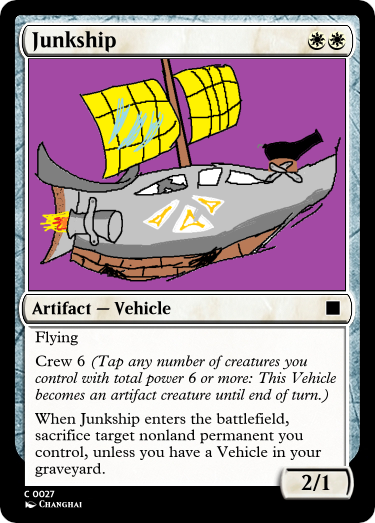 Junkship
Artifact — Vehicle
Flying
Crew 6 (Tap any number of creatures you
control with total power 6 or more: This Vehicle
becomes an artifact creature until end of turn.)
When Junkship enters the battlefield,
sacrifice target nonland permanent you
control, unless you have a Vehicle in your
graveyard.
2/1
C 0027
Changhai